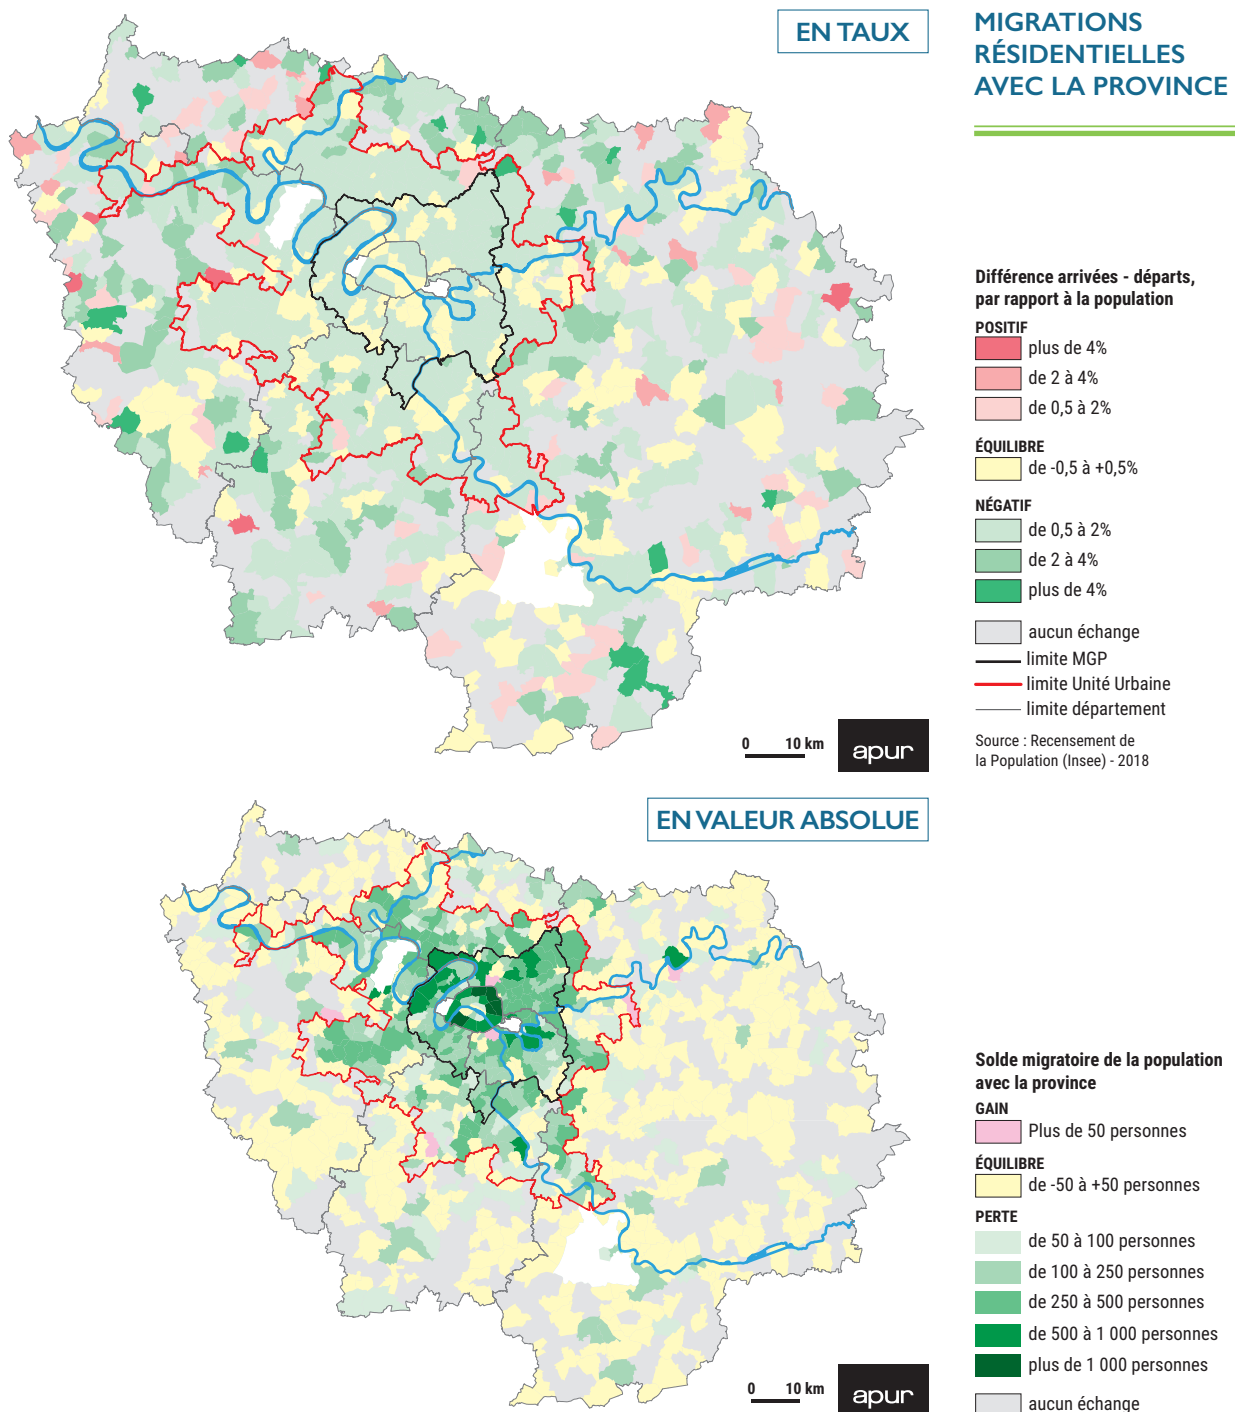 EN TAUX
MIGRATIONS
RÉSIDENTIELLES
AVEC LA PROVINCE
Différence arrivées - départs,
par rapport à la population
POSITIF
plus de 4%
de 2 à 4%
de 0,5 à 2%
ÉQUILIBRE
de -0,5 à +0,5%
NÉGATIF
de 0,5 à 2%
de 2 à 4%
plus de 4%
aucun échange
limite MGP
limite Unité Urbaine
limite département
Source : Recensement de
la Population (Insee) - 2018
0 10 km
apur
EN VALEUR ABSOLUE
Solde migratoire de la population
avec la province
GAIN
Plus de 50 personnes
ÉQUILIBRE
de -50 à +50 personnes
PERTE
de 50 à 100 personnes
de 100 à 250 personnes
de 250 à 500 personnes
de 500 à 1 000 personnes
plus de 1 000 personnes
aucun échange
0 10 km
apur